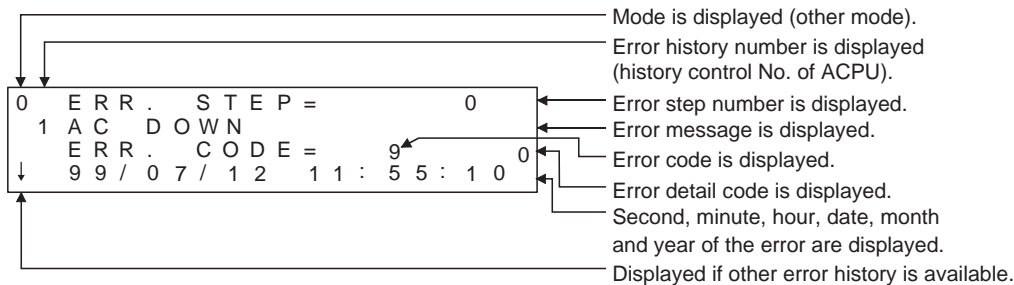 Mode is displayed (other mode).
Error history number is displayed
(history control No. of ACPU).
0 ERR. STEP= 0
1 AC DOWN
ERR. CODE= 9 0
↓ 99/07/12 11:55:10
Error step number is displayed.
Error message is displayed.
Error code is displayed.
Error detail code is displayed.
Second, minute, hour, date, month
and year of the error are displayed.
Displayed if other error history is available.